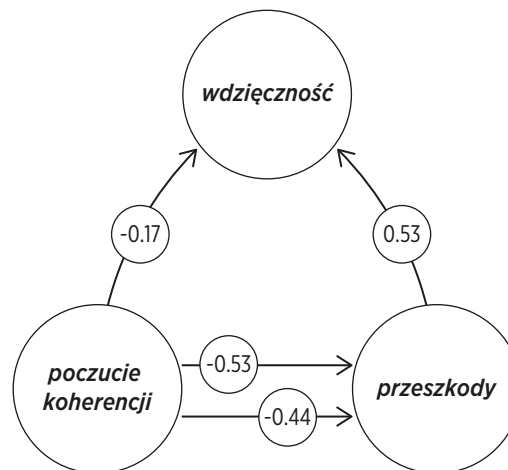 wdzięczność
-0.17
0.53
poczucie
koherencji
-0.53
-0.44
przeszkody